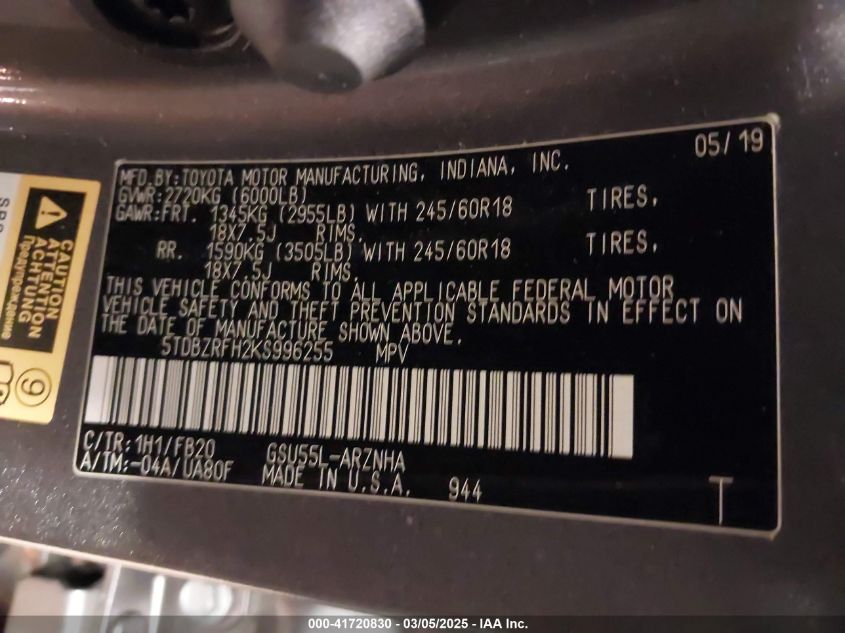 MFD.BY:TOYOTA MOTOR MANUFACTURING, INDIANA, INC. 05/19
GVWR:2720KG (6000LB)
GAWR:FRT. 1345KG (2955LB) WITH 245/60R18 TIRES,
18X7.5J RIMS.
RR. 1590KG (3505LB) WITH 245/60R18 TIRES,
18X7.5J RIMS.
THIS VEHICLE CONFORMS TO ALL APPLICABLE FEDERAL MOTOR
VEHICLE SAFETY AND THEFT PREVENTION STANDARDS IN EFFECT ON
THE DATE OF MANUFACTURE SHOWN ABOVE.
5TDBZRFH2KS996255 MPV
C/TR:1H1/FB20 GSU55L-ARZNHA
A/TM:-04A/UA80F MADE IN U.S.A. 944 T
CAUTION
ATTENTION
ACHTUNG
Предупреждение
9
000-41720830 - 03/05/2025 - IAA Inc.